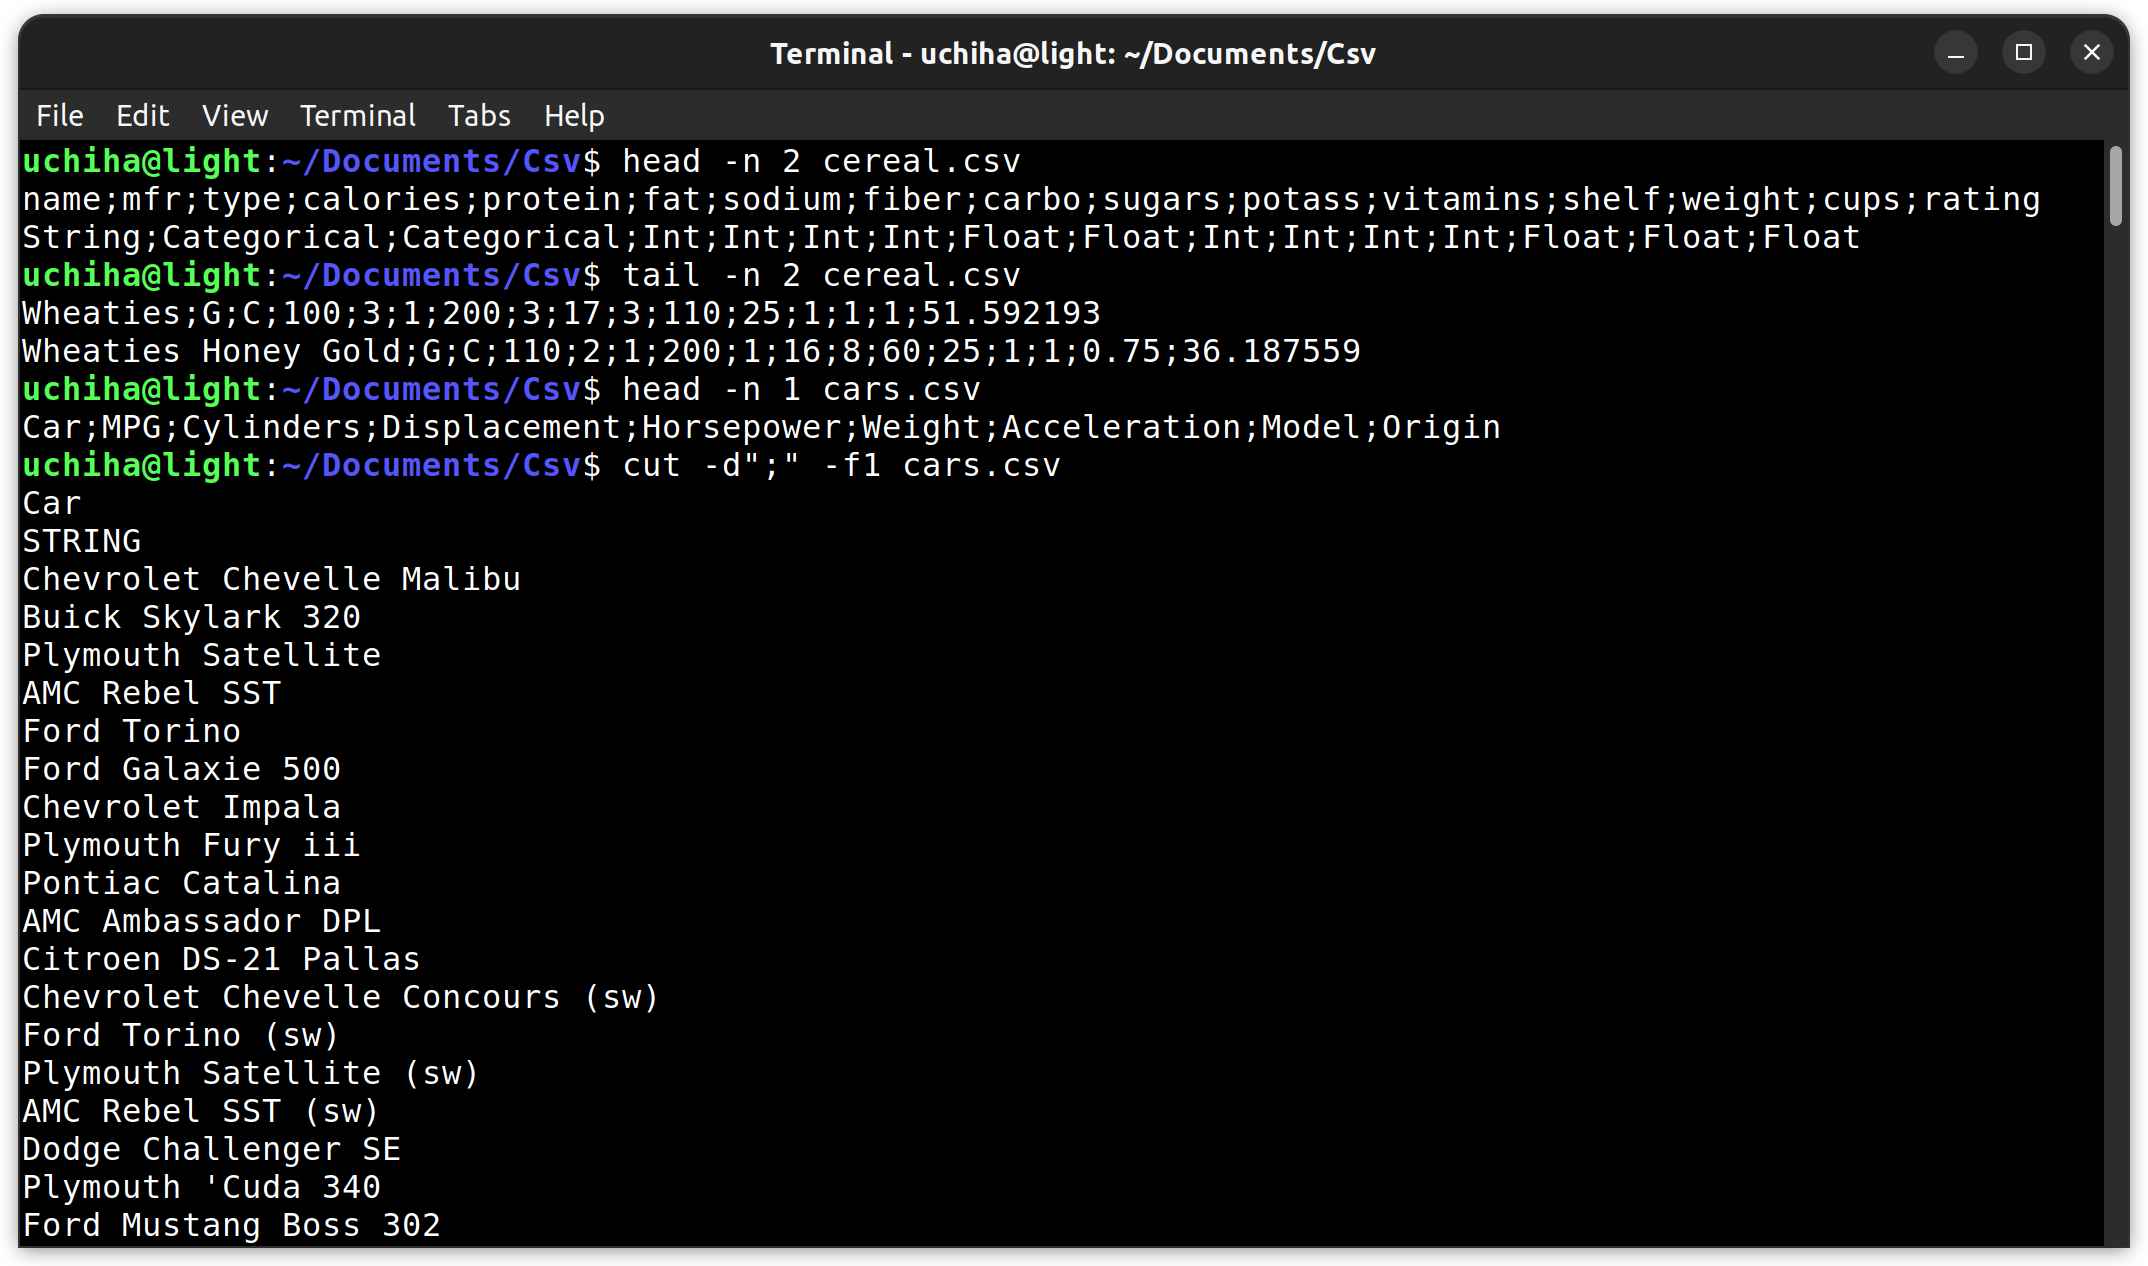 Terminal - uchiha@light: ~/Documents/Csv
File Edit View Terminal Tabs Help
uchiha@light:~/Documents/Csv$ head -n 2 cereal.csv
name;mfr;type;calories;protein;fat;sodium;fiber;carbo;sugars;potass;vitamins;shelf;weight;cups;rating
String;Categorical;Categorical;Int;Int;Int;Int;Float;Float;Int;Int;Int;Int;Float;Float;Float
uchiha@light:~/Documents/Csv$ tail -n 2 cereal.csv
Wheaties;G;C;100;3;1;200;3;17;3;110;25;1;1;1;51.592193
Wheaties Honey Gold;G;C;110;2;1;200;1;16;8;60;25;1;1;0.75;36.187559
uchiha@light:~/Documents/Csv$ head -n 1 cars.csv
Car;MPG;Cylinders;Displacement;Horsepower;Weight;Acceleration;Model;Origin
uchiha@light:~/Documents/Csv$ cut -d";" -f1 cars.csv
Car
STRING
Chevrolet Chevelle Malibu
Buick Skylark 320
Plymouth Satellite
AMC Rebel SST
Ford Torino
Ford Galaxie 500
Chevrolet Impala
Plymouth Fury iii
Pontiac Catalina
AMC Ambassador DPL
Citroen DS-21 Pallas
Chevrolet Chevelle Concours (sw)
Ford Torino (sw)
Plymouth Satellite (sw)
AMC Rebel SST (sw)
Dodge Challenger SE
Plymouth 'Cuda 340
Ford Mustang Boss 302